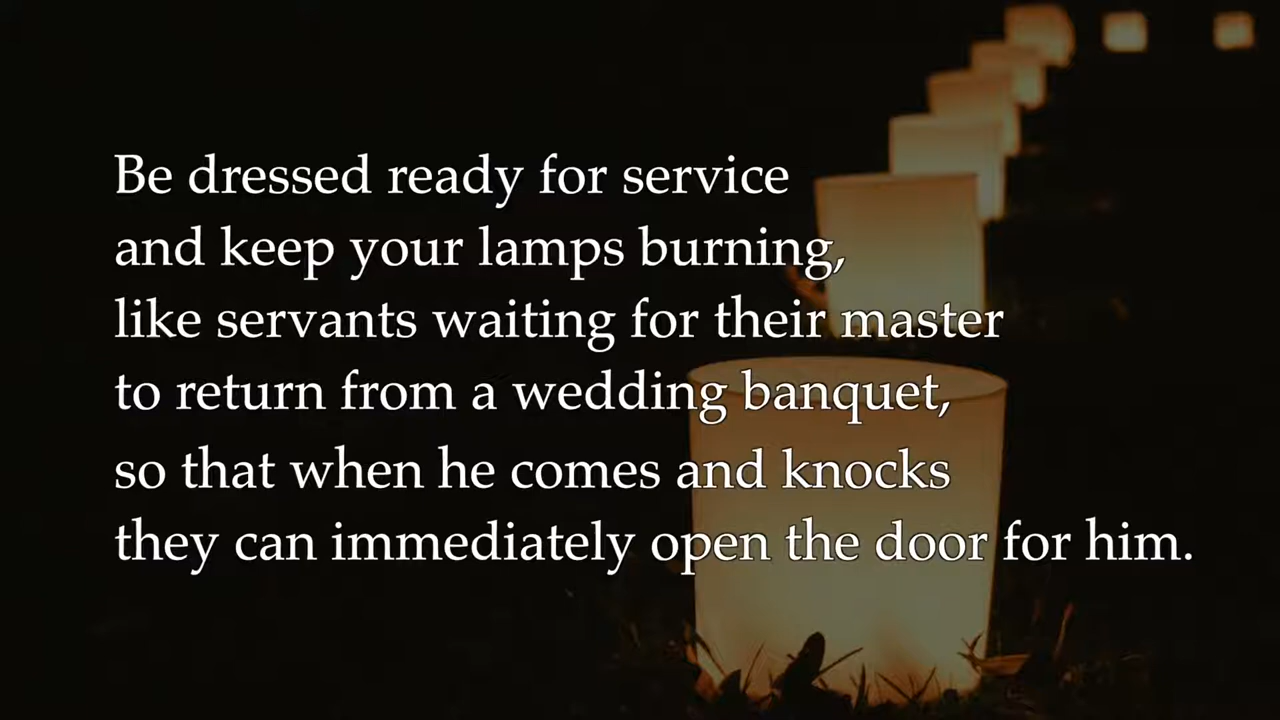 Be dressed ready for service
and keep your lamps burning,
like servants waiting for their master
to return from a wedding banquet,
so that when he comes and knocks
they can immediately open the door for him.